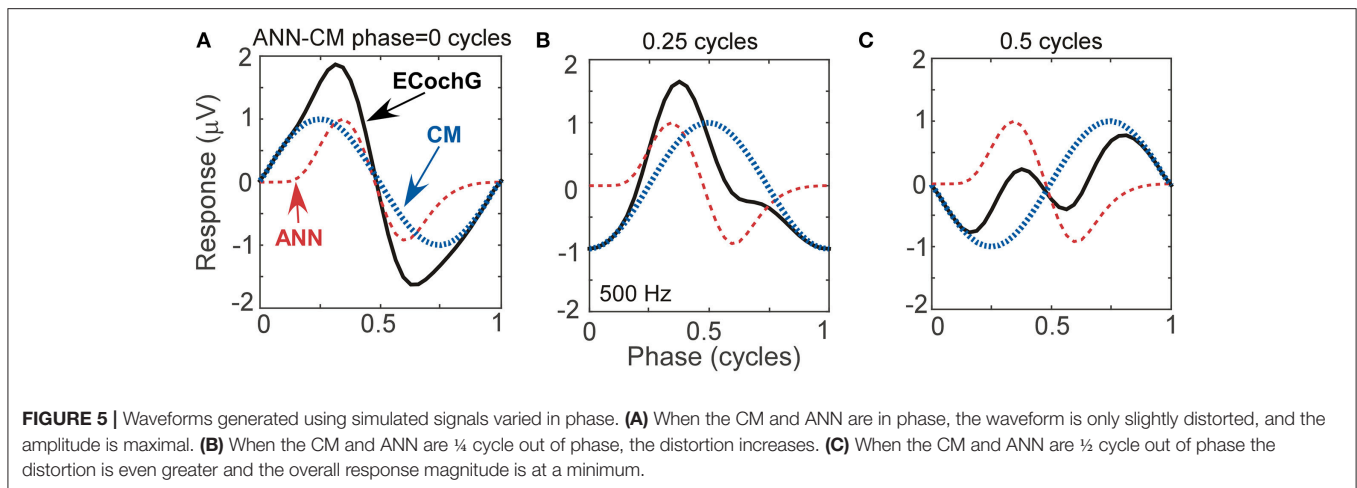 A ANN-CM phase=0 cycles
B 0.25 cycles
C 0.5 cycles
2
1
0
-1
-2
Response (µV)
ECochG
CM
ANN
0 0.5 1
2
1
0
-1
-2
500 Hz
0 0.5 1
2
1
0
-1
-2
0 0.5 1
Phase (cycles)
FIGURE 5 | Waveforms generated using simulated signals varied in phase. (A) When the CM and ANN are in phase, the waveform is only slightly distorted, and the
amplitude is maximal. (B) When the CM and ANN are ¼ cycle out of phase, the distortion increases. (C) When the CM and ANN are ½ cycle out of phase the
distortion is even greater and the overall response magnitude is at a minimum.